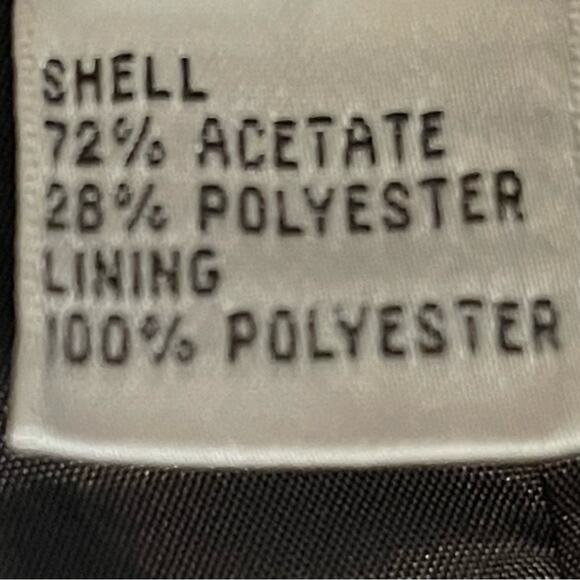 SHELL
72% ACETATE
28% POLYESTER
LINING
100% POLYESTER